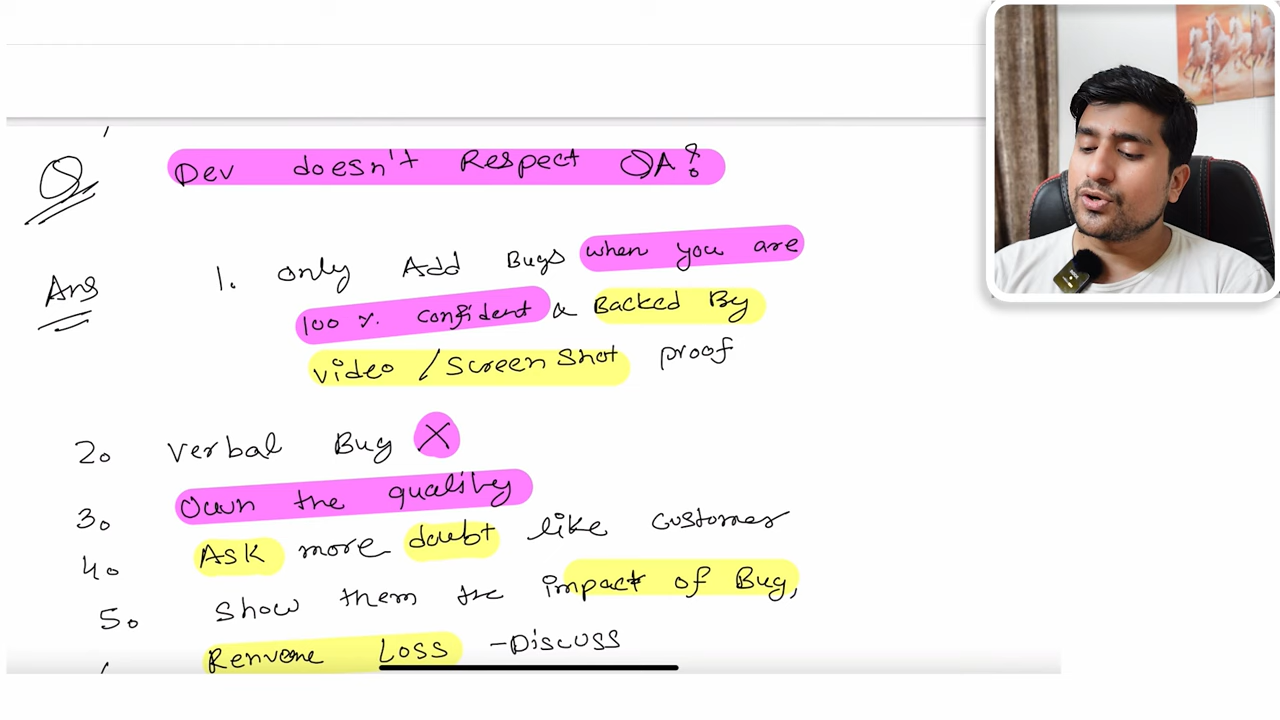 Q
Dev doesn't Respect QA?
Ans
1. Only Add Bugs when you are
100 % confident & Backed By
video / Screen Shot proof
2. Verbal Bug X
3. Own the quality
4. Ask more doubt like customer
5. Show them the impact of Bug,
Renvene Loss - Discuss